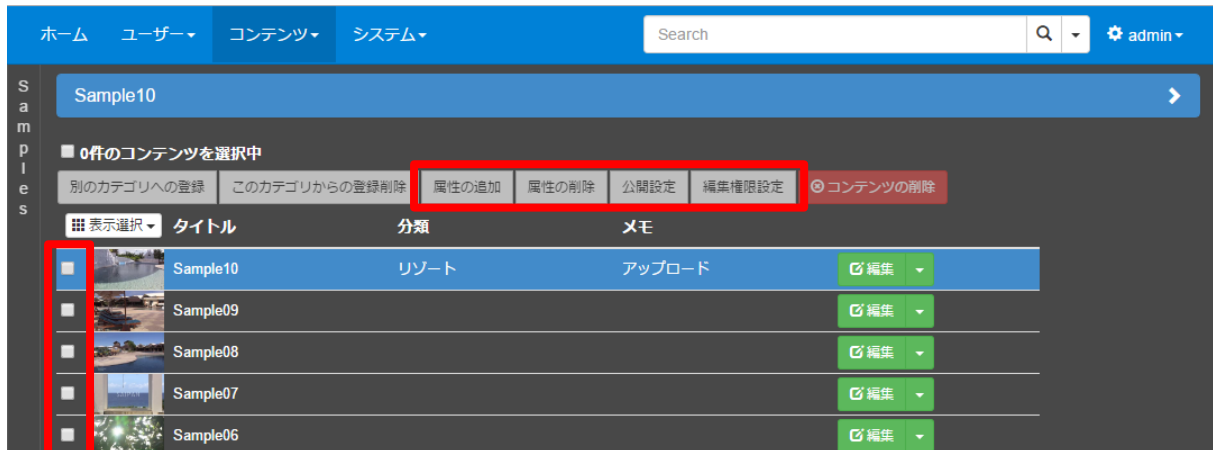 ホーム ユーザー コンテンツ システム Search admin
Samples
Sample10
0件のコンテンツを選択中
別のカテゴリへの登録 このカテゴリからの登録削除 属性の追加 属性の削除 公開設定 編集権限設定 コンテンツの削除
表示選択 タイトル 分類 メモ
Sample10 リゾート アップロード 編集
Sample09 編集
Sample08 編集
Sample07 編集
Sample06 編集